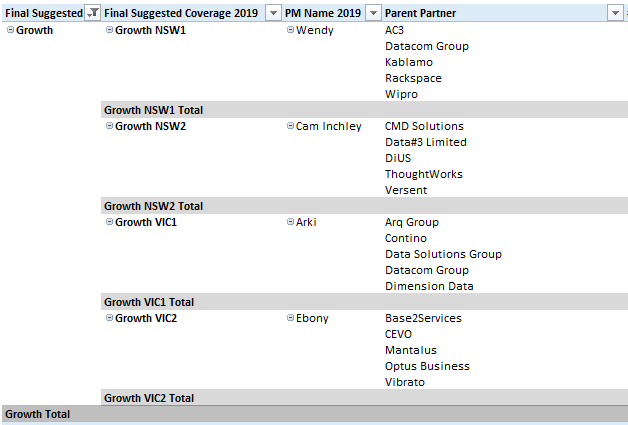 Final Suggested Final Suggested Coverage 2019 PM Name 2019 Parent Partner
Growth Growth NSW1 Wendy AC3
Datacom Group
Kablamo
Rackspace
Wipro
Growth NSW1 Total
Growth NSW2 Cam Inchley CMD Solutions
Data#3 Limited
DiUS
ThoughtWorks
Versent
Growth NSW2 Total
Growth VIC1 Arki Arq Group
Contino
Data Solutions Group
Datacom Group
Dimension Data
Growth VIC1 Total
Growth VIC2 Ebony Base2Services
CEVO
Mantalus
Optus Business
Vibrato
Growth VIC2 Total
Growth Total